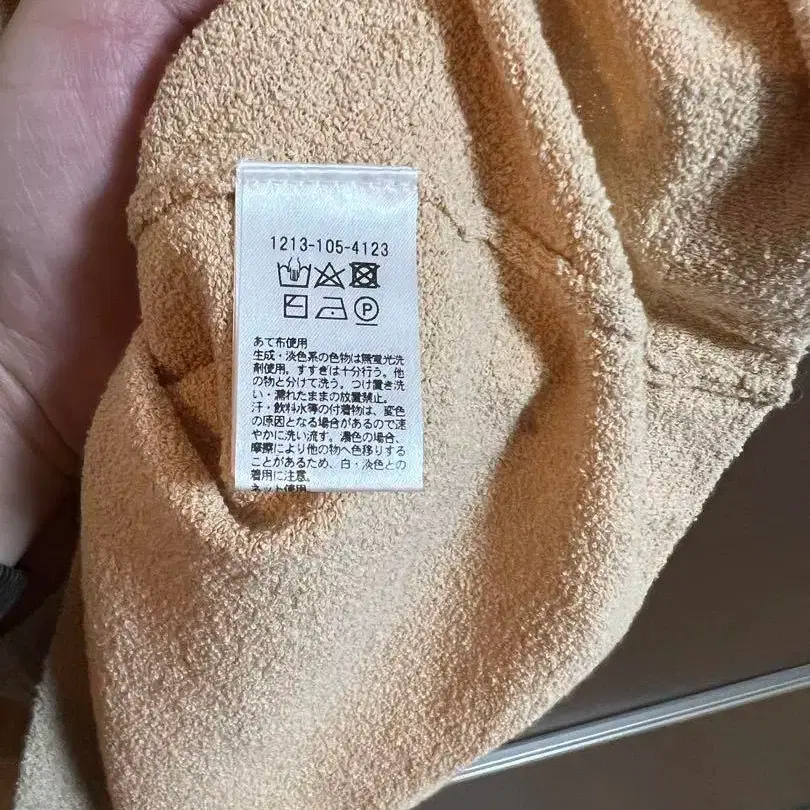 1213-105-4123
P
あて布使用
生成・淡色系の色物は無蛍光洗
剤使用。すすぎは十分行う。他
の物と分けて洗う。つけ置き洗
い・濡れたままの放置禁止。
汗・飲料水等の付着物は、変色
の原因となる場合があるので速
やかに洗い流す。濃色の場合、
摩擦により他の物へ色移りする
ことがあるため、白・淡色との
着用に注意。
ネット使用